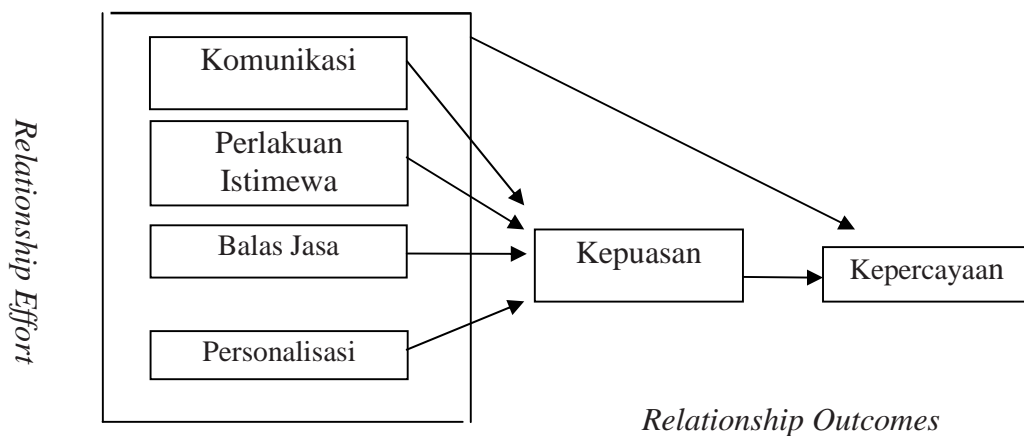 Relationship Effort
Komunikasi
Perlakuan
Istimewa
Balas Jasa
Personalisasi
Kepuasan
Kepercayaan
Relationship Outcomes